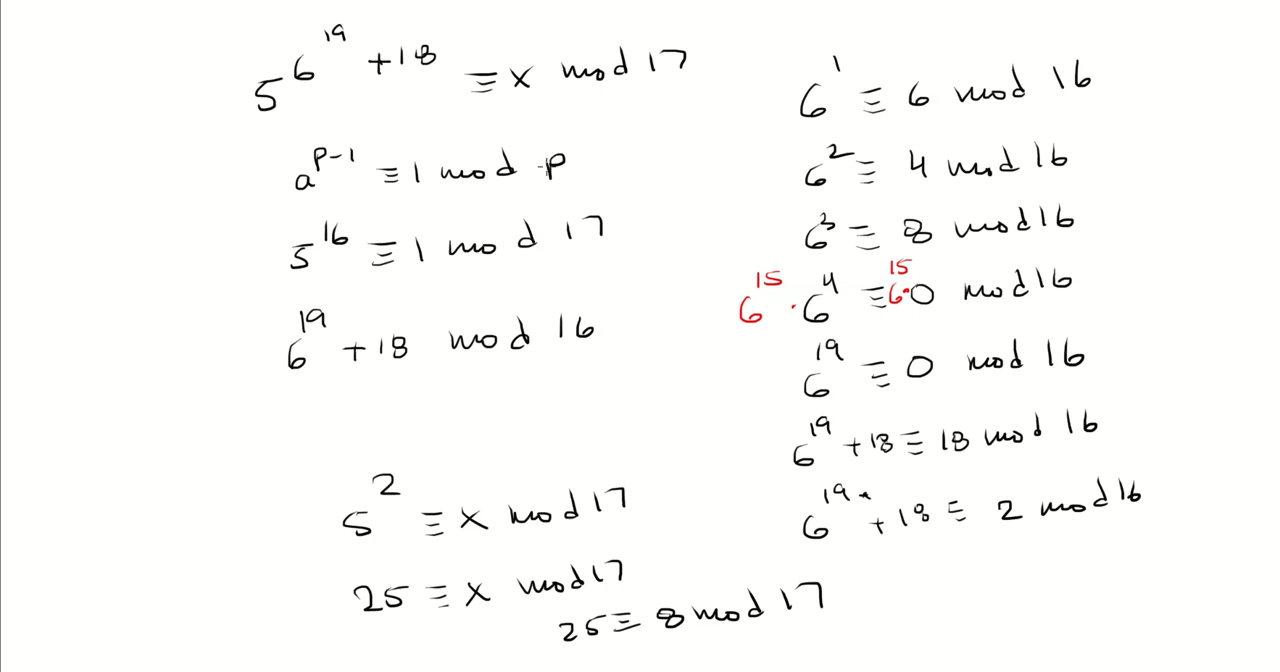 5^{6^{19}+18} ≡ x mod 17
a^{p-1} ≡ 1 mod p
5^{16} ≡ 1 mod 17
6^{19} + 18 mod 16
5^2 ≡ x mod 17
25 ≡ x mod 17
25 ≡ 8 mod 17
6^1 ≡ 6 mod 16
6^2 ≡ 4 mod 16
6^3 ≡ 8 mod 16
6^{15} · 6^4 ≡ 6^{15} · 0 mod 16
6^{19} ≡ 0 mod 16
6^{19} + 18 ≡ 18 mod 16
6^{19} + 18 ≡ 2 mod 16